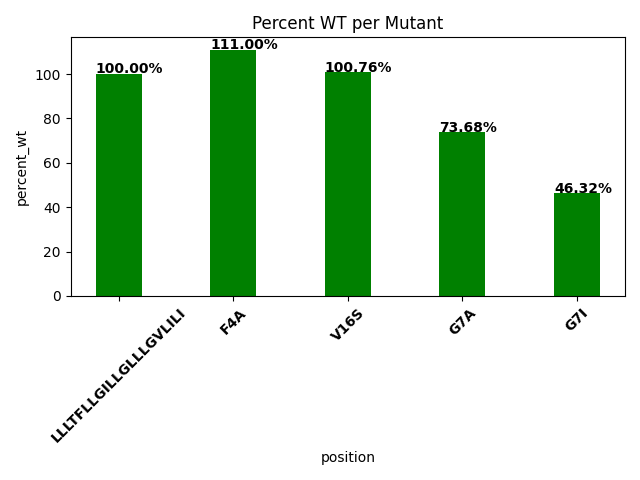 Percent WT per Mutant
percent_wt
100
80
60
40
20
0
100.00%
111.00%
100.76%
73.68%
46.32%
LLLTFLLGILLGLLLGVLILI
F4A
V16S
G7A
G7I
position